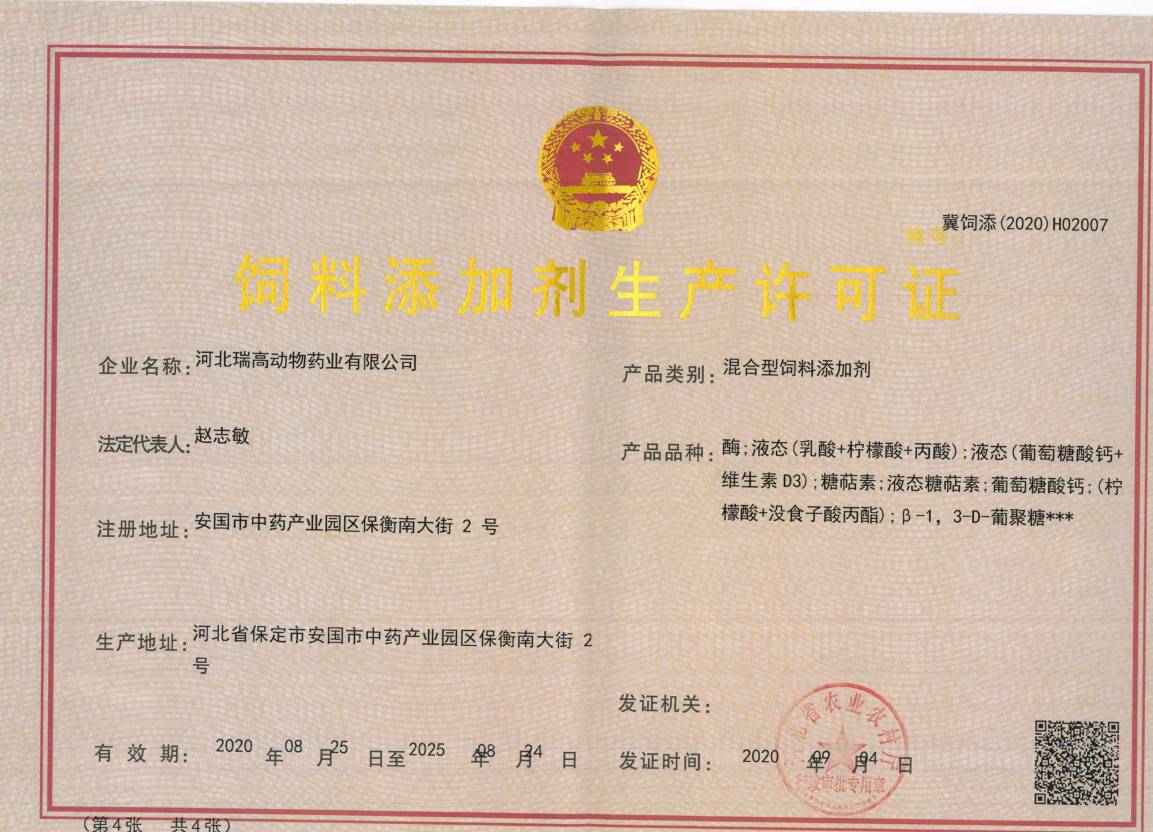 冀饲添(2020)H02007
编号:
饲料添加剂生产许可证
企业名称:河北瑞高动物药业有限公司
产品类别:混合型饲料添加剂
法定代表人:赵志敏
产品品种:酶;液态(乳酸+柠檬酸+丙酸);液态(葡萄糖酸钙+
维生素D3);糖萜素;液态糖萜素;葡萄糖酸钙;(柠
檬酸+没食子酸丙酯);β-1, 3-D-葡聚糖***
注册地址:安国市中药产业园区保衡南大街 2 号
生产地址:河北省保定市安国市中药产业园区保衡南大街 2
号
发证机关:
河北省农业农村厅
行政审批专用章
有 效 期: 2020 年 08 月 25 日至 2025 年 08 月 24 日
发证时间: 2020 年 09 月 04 日
(第4张 共4张)